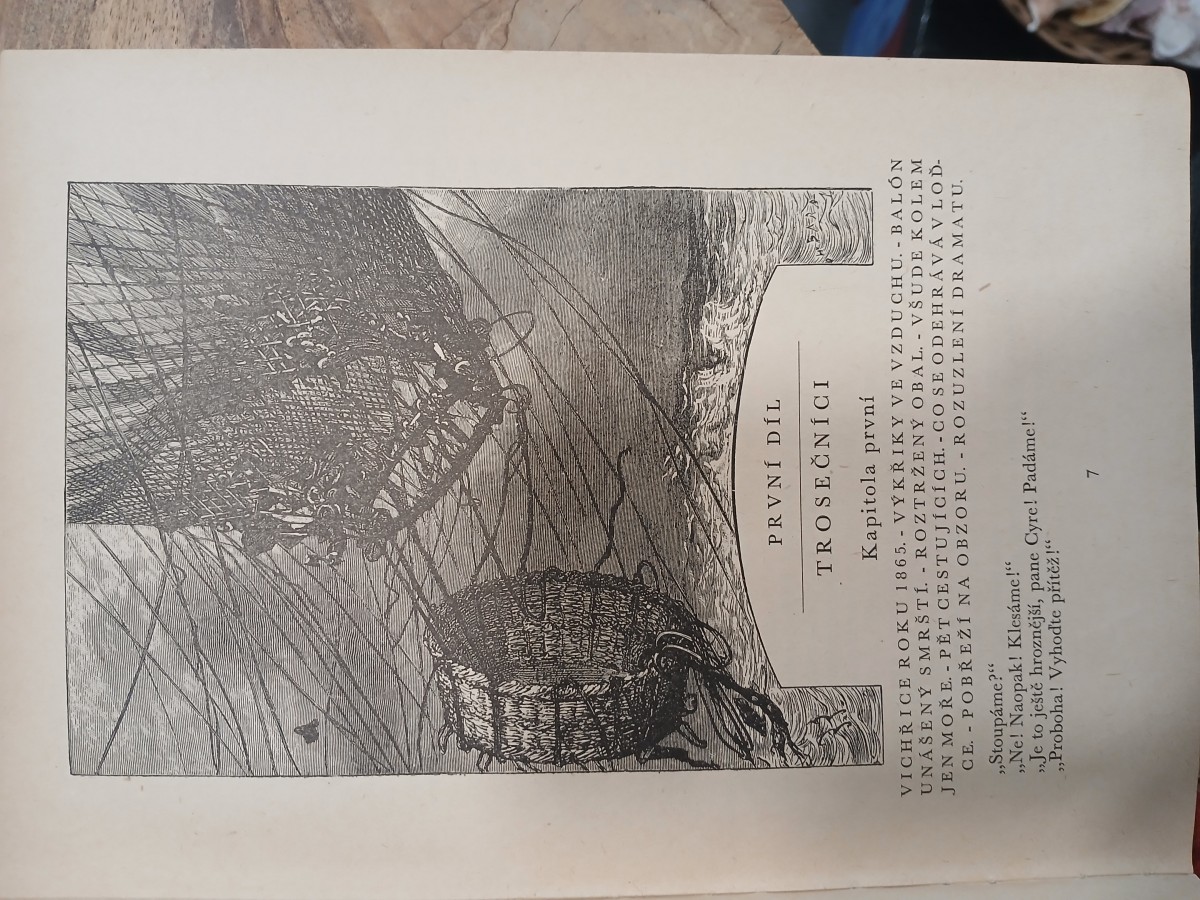 PRVNÍ DÍL
TROSEČNÍCI
Kapitola první
VICHŘICE ROKU 1865. - VÝKŘIKY VE VZDUCHU. - BALÓN
UNÁŠENÝ SMRŠTÍ. - ROZTRŽENÝ OBAL. - VŠUDE KOLEM
JEN MOŘE. - PĚT CESTUJÍCÍCH. - CO SE ODEHRÁVÁ V LOĎ-
CE. - POBŘEŽÍ NA OBZORU. - ROZUZLENÍ DRAMATU.
„Stoupáme?“
„Ne! Naopak! Klesáme!“
„Je to ještě hroznější, pane Cyre! Padáme!“
„Proboha! Vyhoďte přítěž!“
7